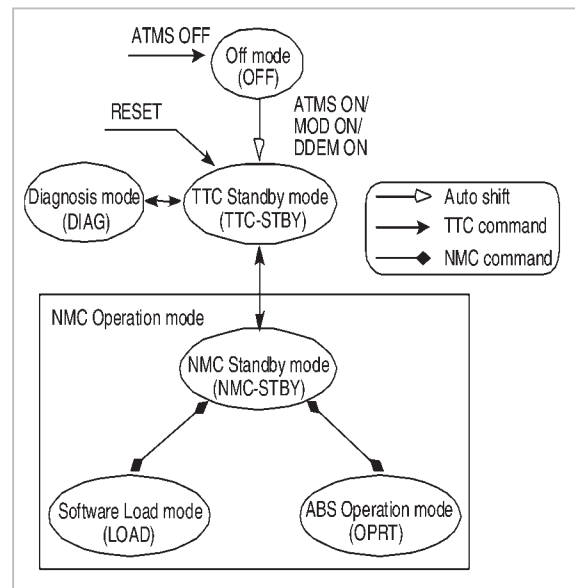 ATMS OFF
Off mode
(OFF)
ATMS ON/
MOD ON/
DDEM ON
RESET
Diagnosis mode
(DIAG)
TTC Standby mode
(TTC-STBY)
Auto shift
TTC command
NMC command
NMC Operation mode
NMC Standby mode
(NMC-STBY)
Software Load mode
(LOAD)
ABS Operation mode
(OPRT)